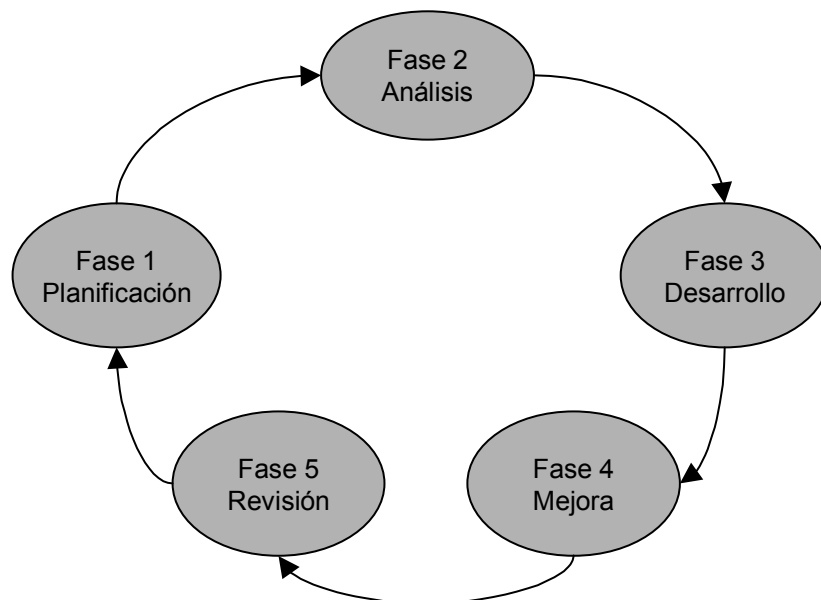 Fase 2
Análisis
Fase 1
Planificación
Fase 3
Desarrollo
Fase 5
Revisión
Fase 4
Mejora